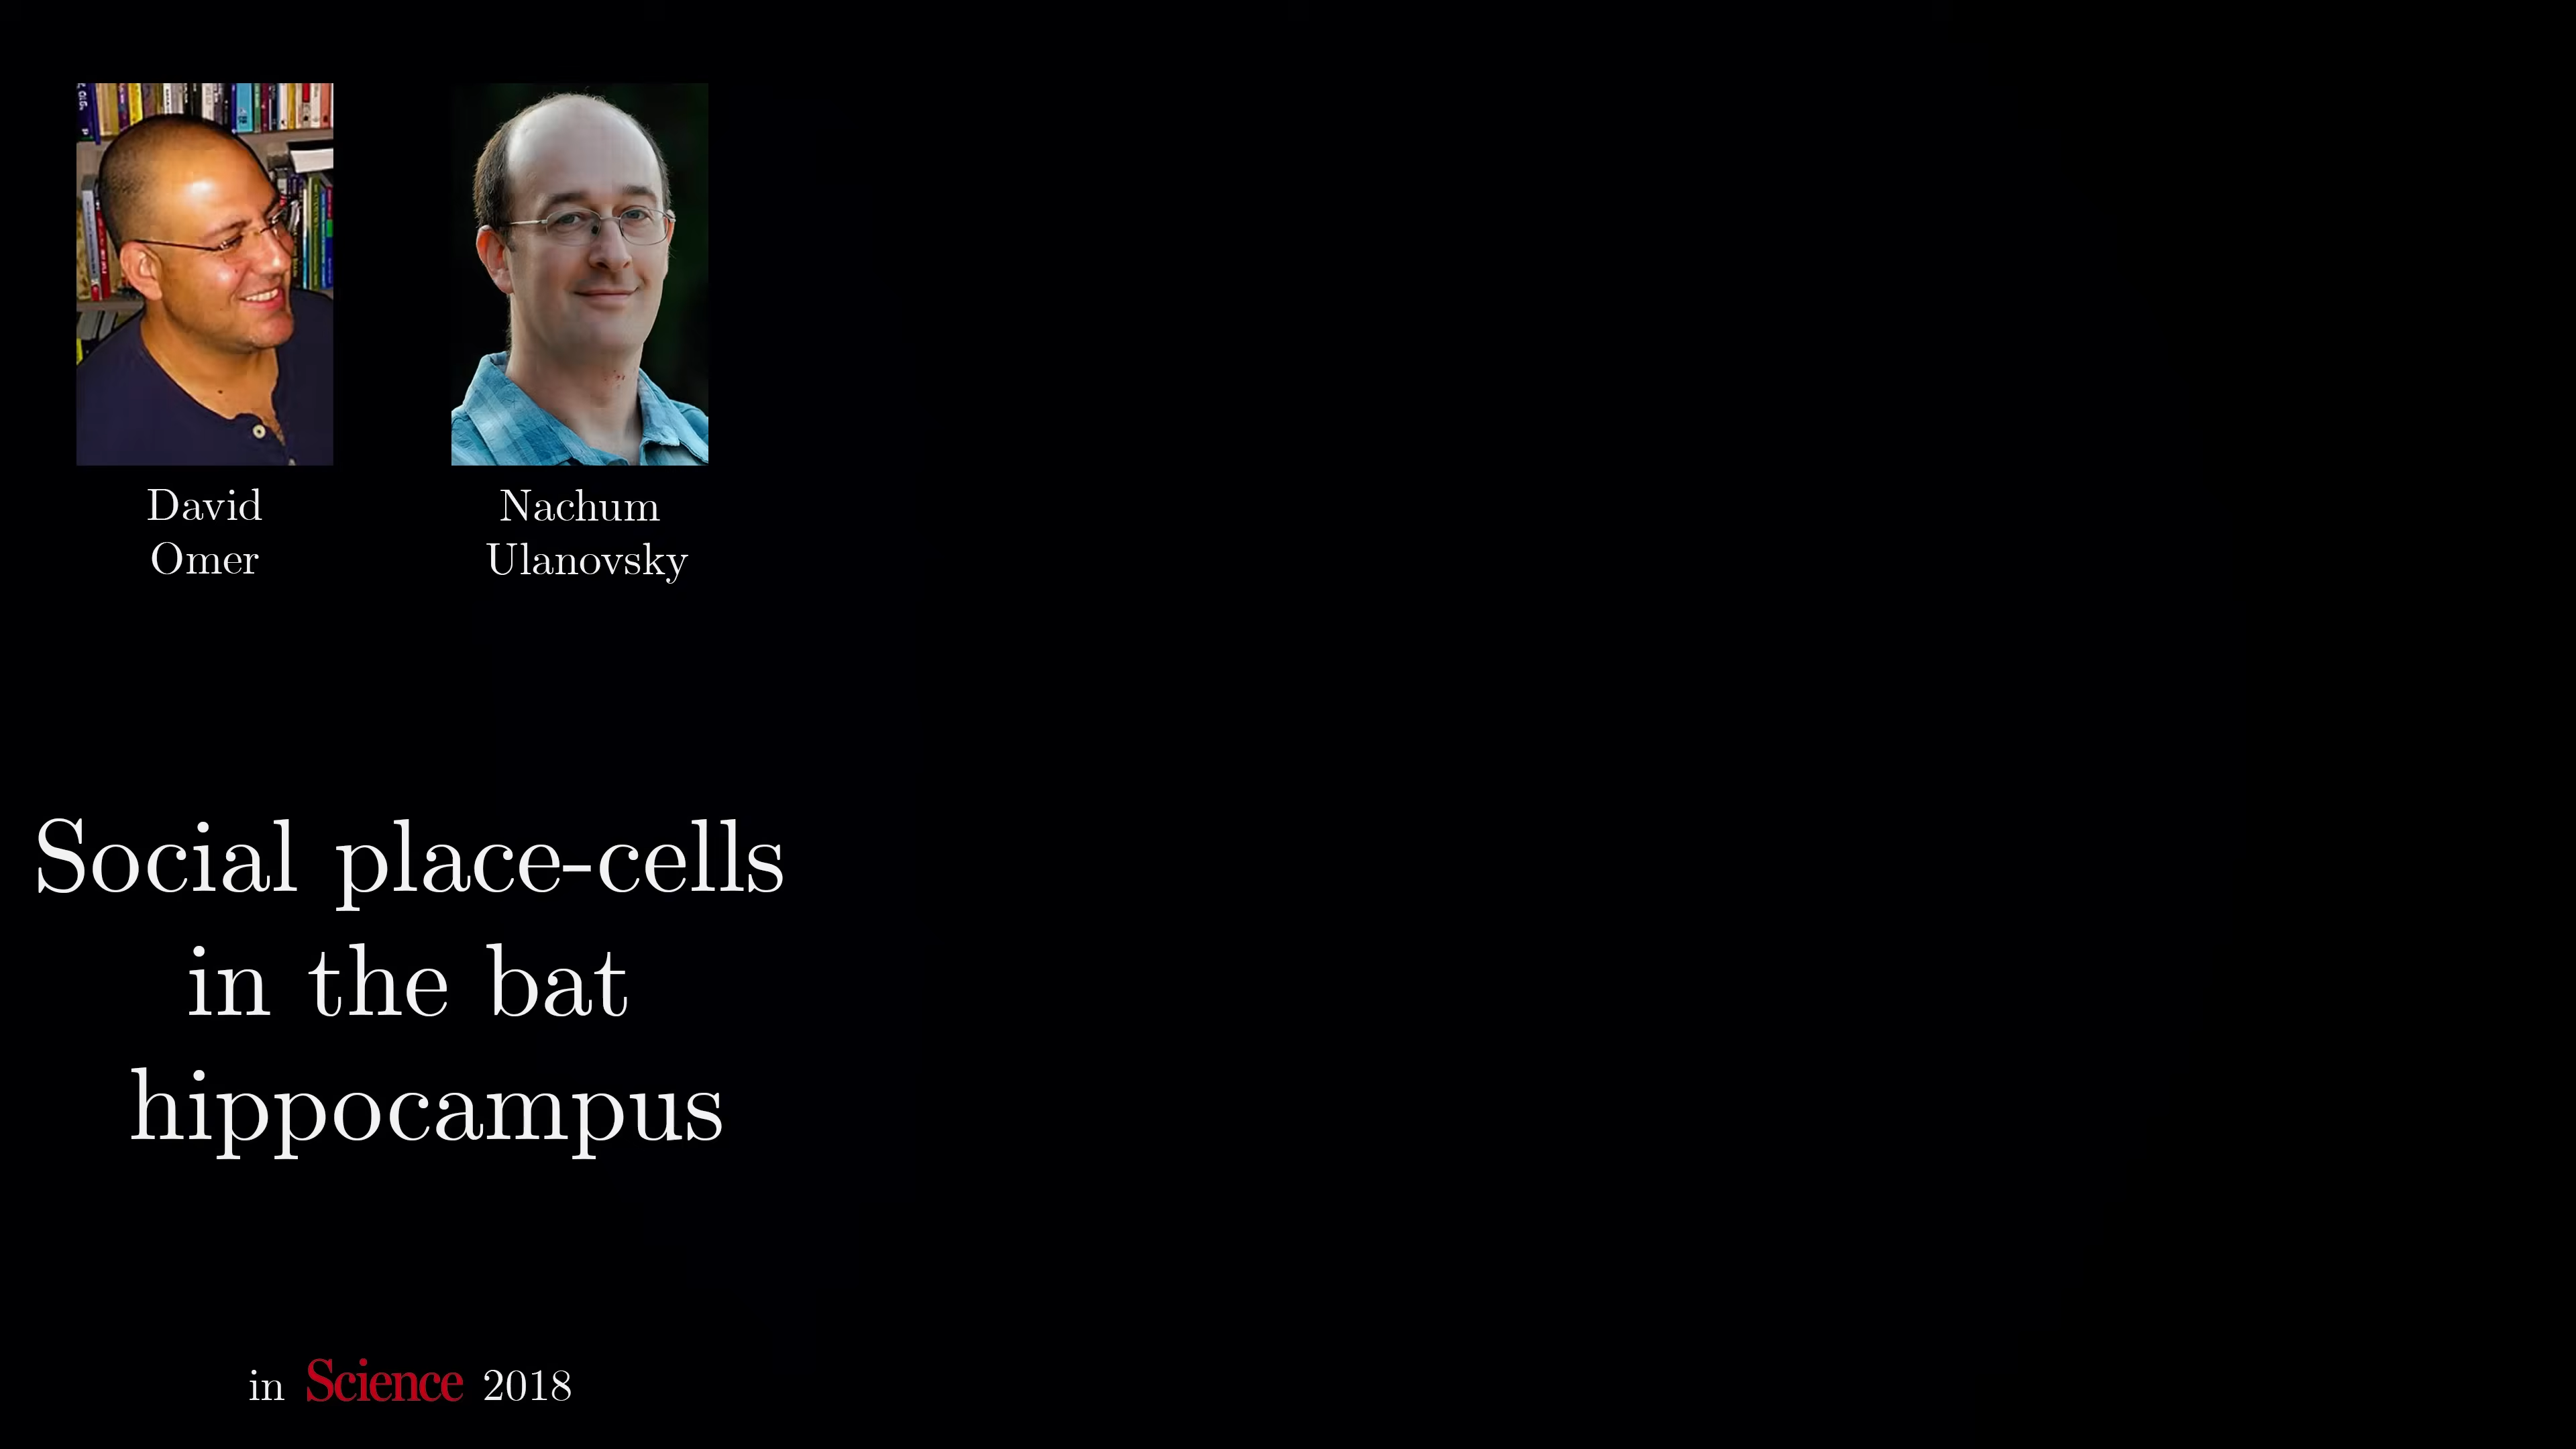 David
Omer
Nachum
Ulanovsky
Social place-cells
in the bat
hippocampus
in Science 2018